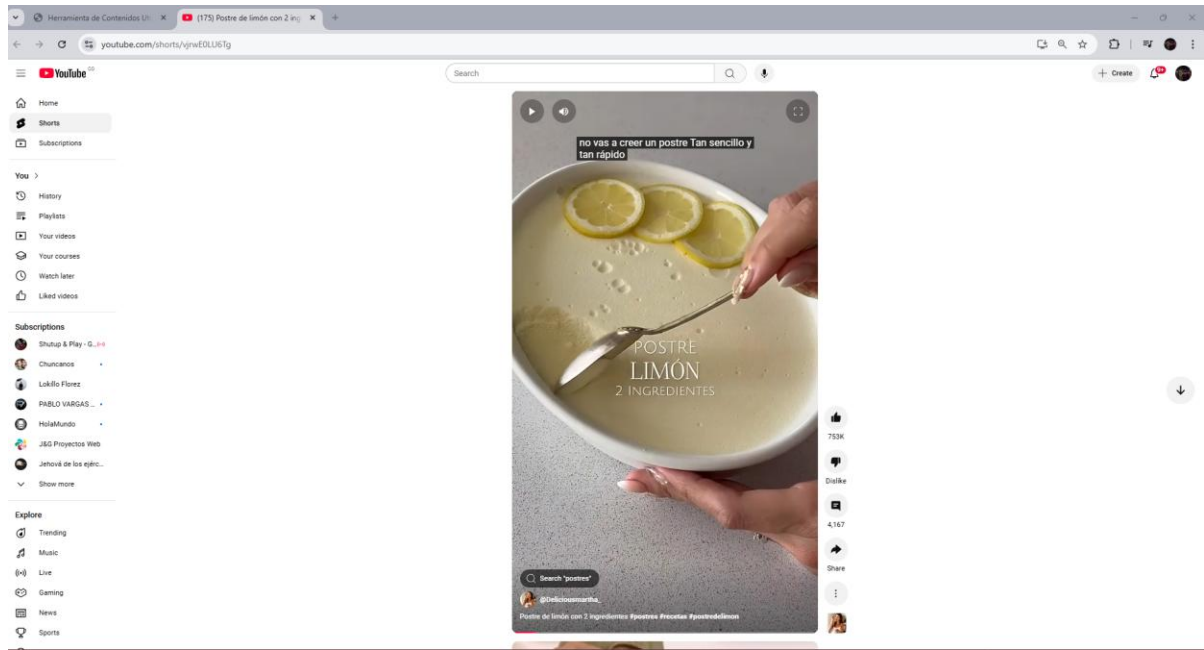 Herramienta de Contenidos Un
(175) Postre de limón con 2 ing
youtube.com/shorts/vjrwE0LU6Tg
YouTube
Search
Create
9+
Home
Shorts
Subscriptions
You
History
Playlists
Your videos
Your courses
Watch later
Liked videos
Subscriptions
Shutup & Play - G...
Chuncanos
Lokillo Florez
PABLO VARGAS ...
HolaMundo
J&G Proyectos Web
Jehová de los ejérc...
Show more
Explore
Trending
Music
Live
Gaming
News
Sports
no vas a creer un postre Tan sencillo y
tan rápido
POSTRE
LIMÓN
2 INGREDIENTES
Search "postres"
@Deliciousmartha_
Postre de limón con 2 ingredientes #postres #recetas #postredelimon
753K
Dislike
4,167
Share